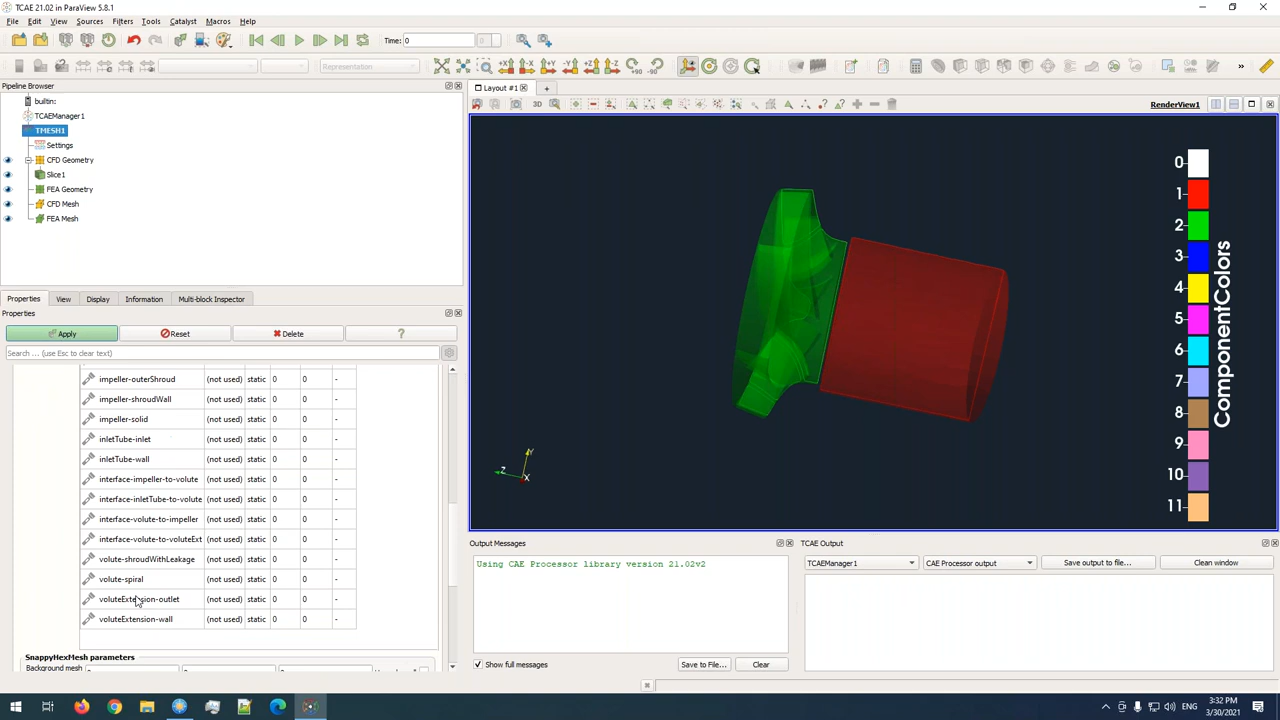 TCAE 21.02 in ParaView 5.8.1
File Edit View Sources Filters Tools Catalyst Macros Help
Time: 0
Representation
Pipeline Browser
builtin:
TCAEManager1
TMESH1
Settings
CFD Geometry
Slice1
FEA Geometry
CFD Mesh
FEA Mesh
Properties View Display Information Multi-block Inspector
Properties
Apply Reset Delete ?
Search ... (use Esc to clear text)
impeller-outerShroud (not used) static 0 0 -
impeller-shroudWall (not used) static 0 0 -
impeller-solid (not used) static 0 0 -
inletTube-inlet (not used) static 0 0 -
inletTube-wall (not used) static 0 0 -
interface-impeller-to-volute (not used) static 0 0 -
interface-inletTube-to-volute (not used) static 0 0 -
interface-volute-to-impeller (not used) static 0 0 -
interface-volute-to-voluteExt (not used) static 0 0 -
volute-shroudWithLeakage (not used) static 0 0 -
volute-spiral (not used) static 0 0 -
voluteExtension-outlet (not used) static 0 0 -
voluteExtension-wall (not used) static 0 0 -
SnappyHexMesh parameters
Background mesh
Layout #1
3D
RenderView1
0
1
2
3
4
5
6
7
8
9
10
11
ComponentColors
Y
Z
X
Output Messages
Using CAE Processor library version 21.02v2
Show full messages Save to File... Clear
TCAE Output
TCAEManager1 CAE Processor output Save output to file... Clean window
ENG
3:32 PM
3/30/2021